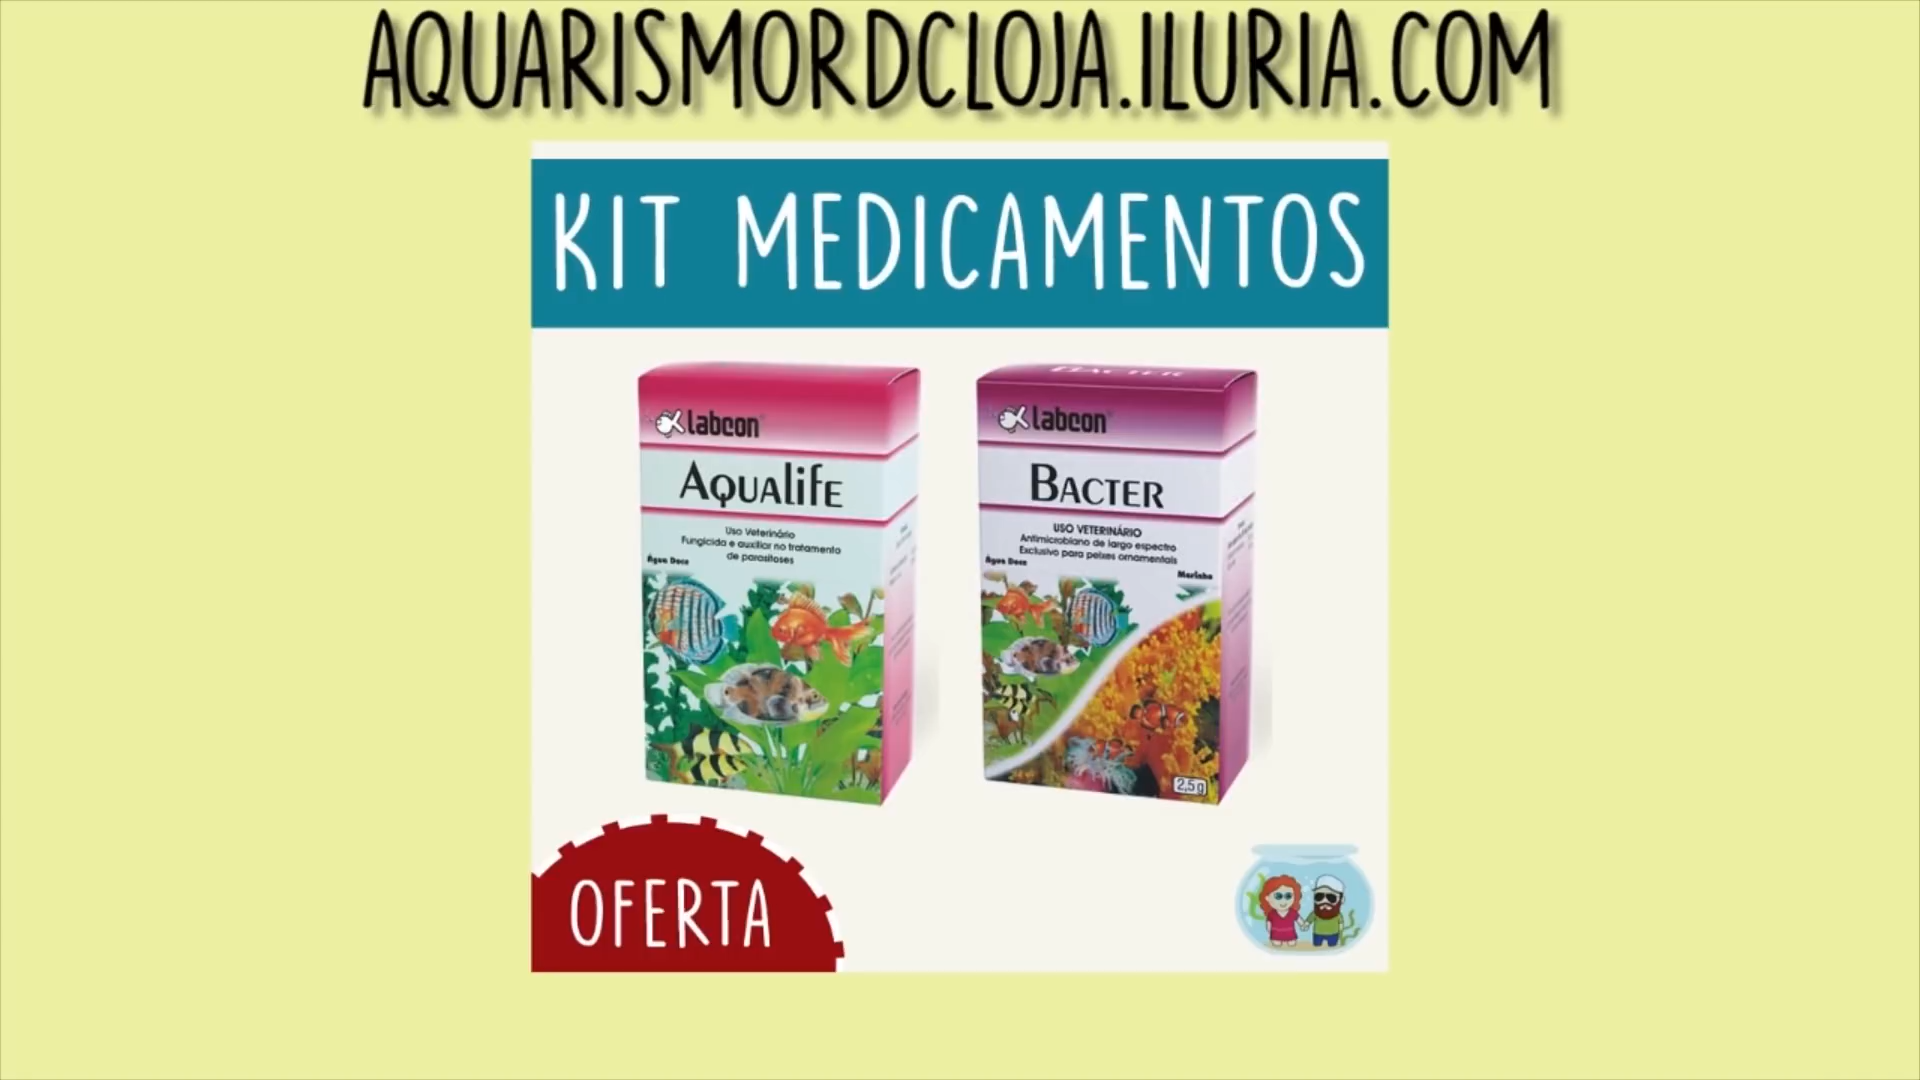 AQUARISMORDCLOJA.ILURIA.COM
KIT MEDICAMENTOS
labcon
Aqualife
Uso Veterinário
Fungicida e auxiliar no tratamento
de parasitoses
Água Doce
BACTER
labcon
BACTER
USO VETERINÁRIO
Antimicrobiano de largo espectro
Exclusivo para peixes ornamentais
Água Doce
Marinho
2,5g
OFERTA